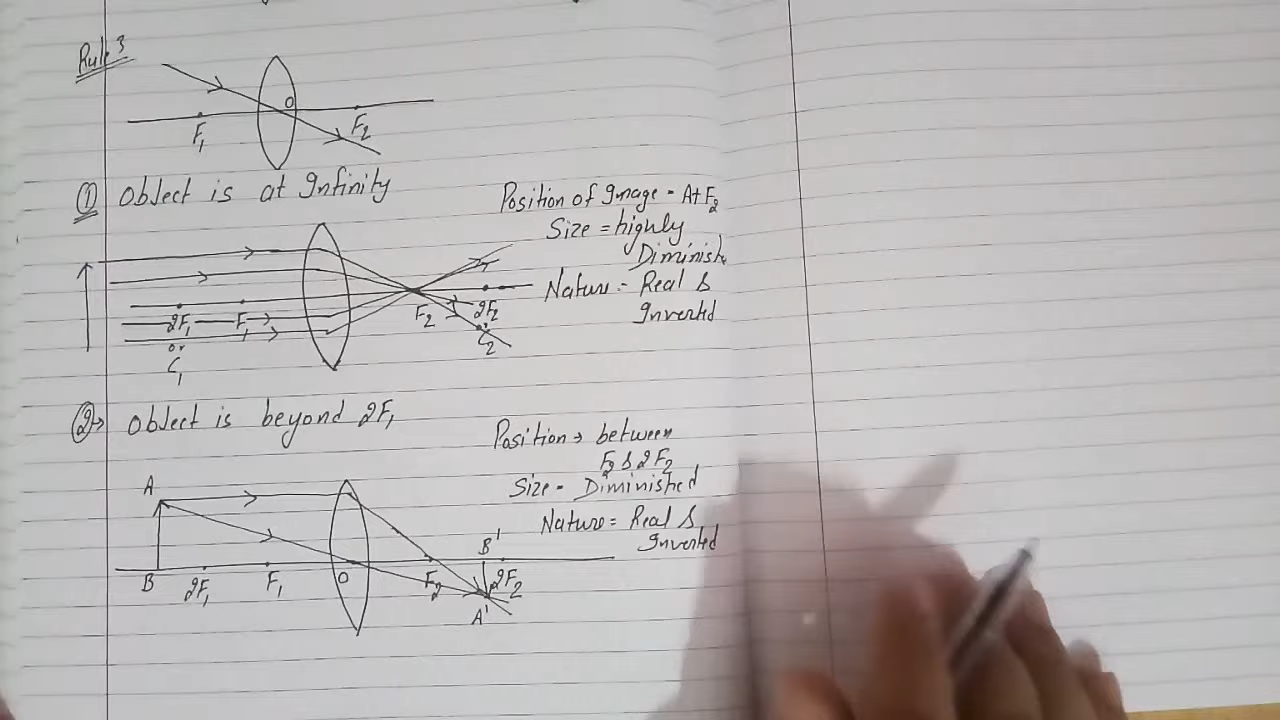 Rule 3
O
F1
F2
① Object is at Infinity
Position of Image = At F2
Size = highly
Diminish
Nature:- Real &
Inverted
2F1
F1
F2
2F2
or
C1
C2
② → Object is beyond 2F1
Position → between
F2 & 2F2
Size = Diminished
Nature = Real &
Inverted
A
B'
B
2F1
F1
O
F2
2F2
A'